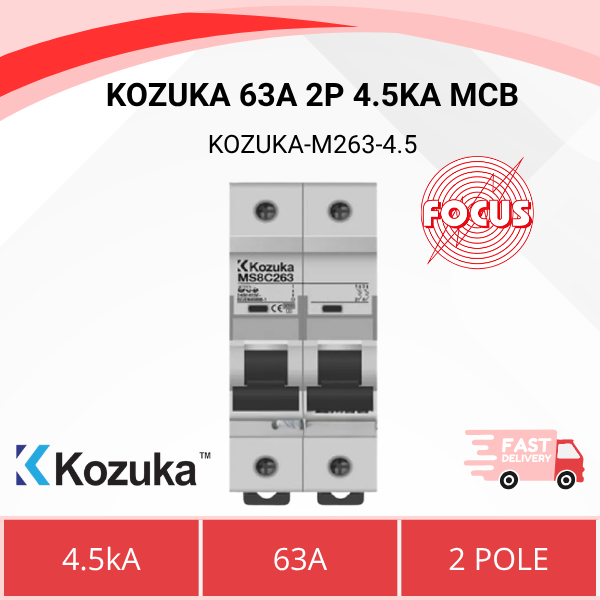 KOZUKA 63A 2P 4.5KA MCB
KOZUKA-M263-4.5
FOCUS
Kozuka
MS8C263
CE
Kozuka™
FAST
DELIVERY
4.5kA
63A
2 POLE